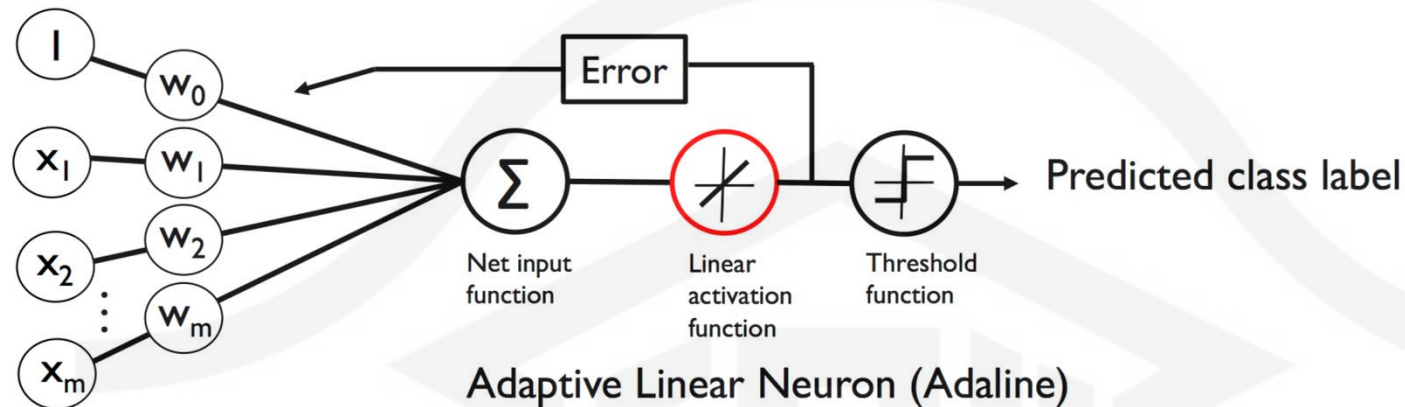 1
w0
x1
w1
x2
w2
⋮
wm
xm
Error
Σ
Predicted class label
Net input
function
Linear
activation
function
Threshold
function
Adaptive Linear Neuron (Adaline)